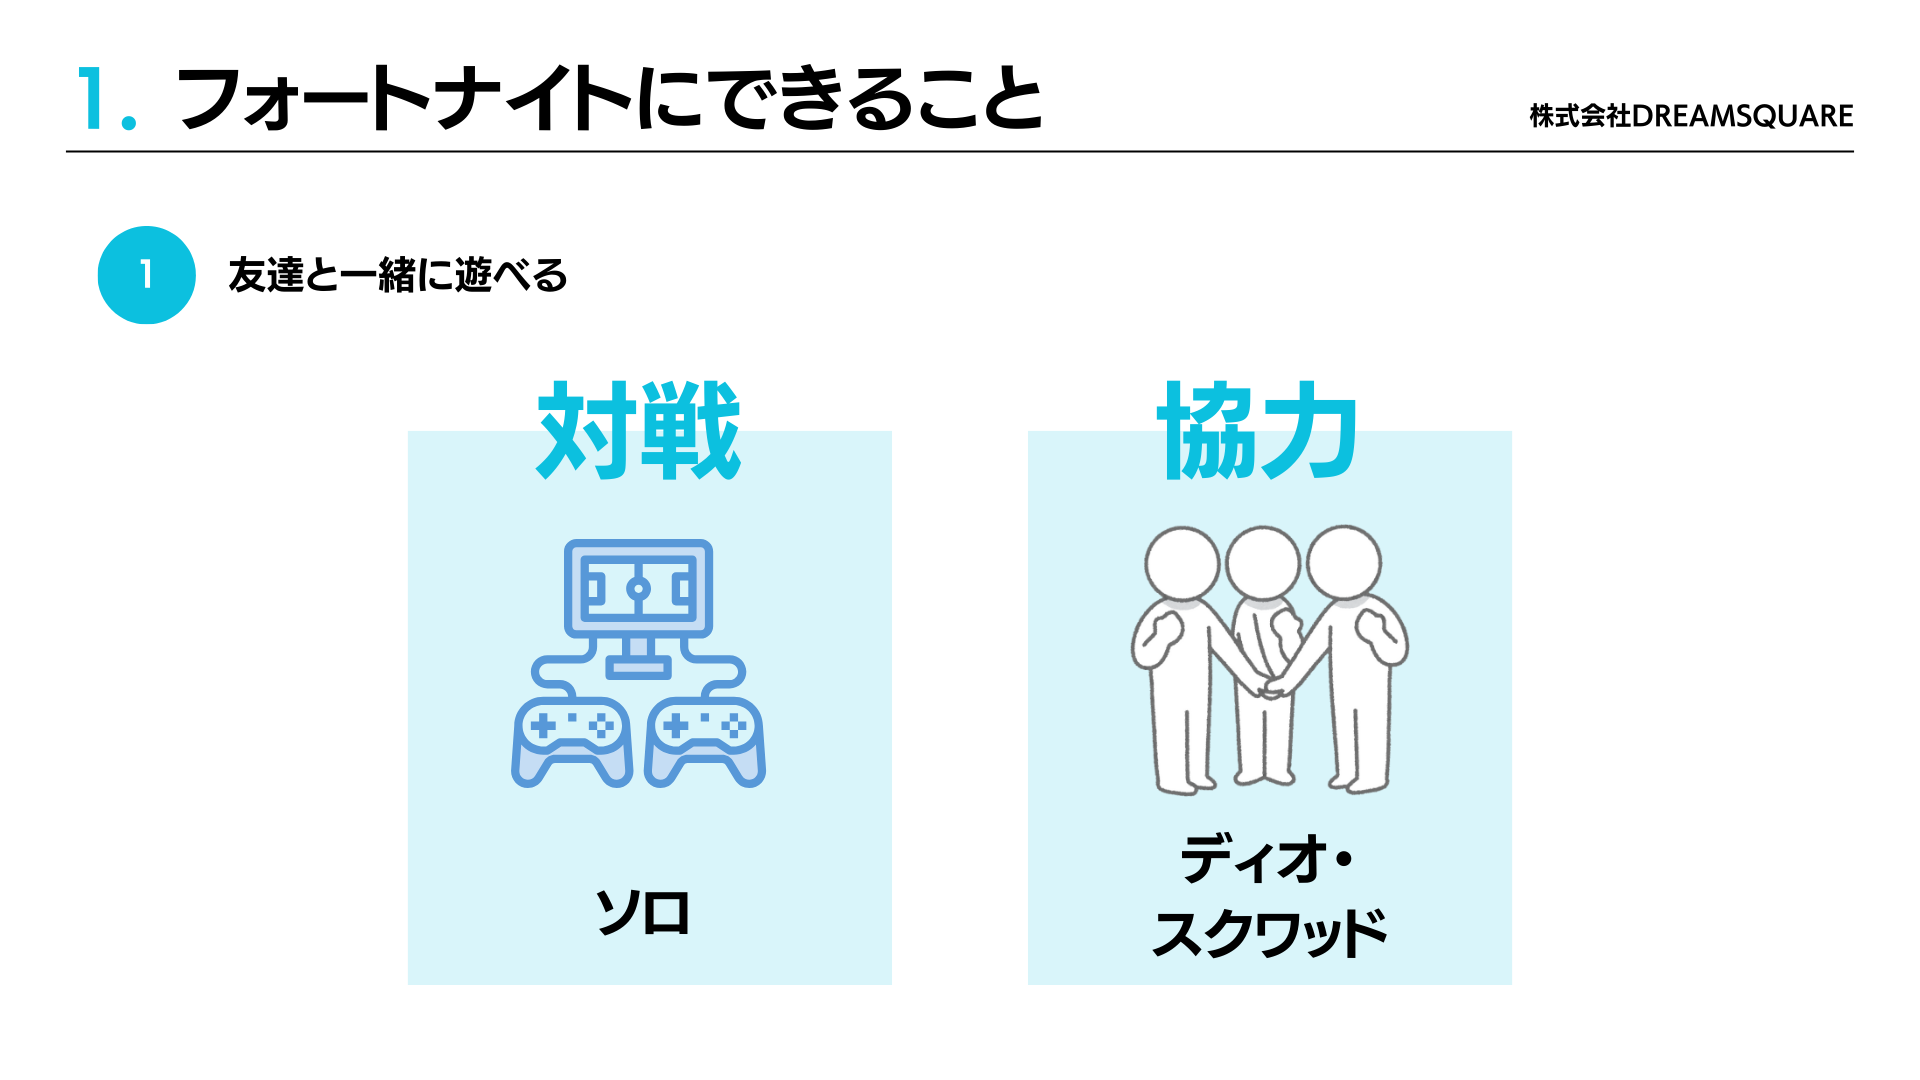 1. フォートナイトにできること
株式会社DREAMSQUARE
1
友達と一緒に遊べる
対戦
協力
ソロ
ディオ・
スクワッド